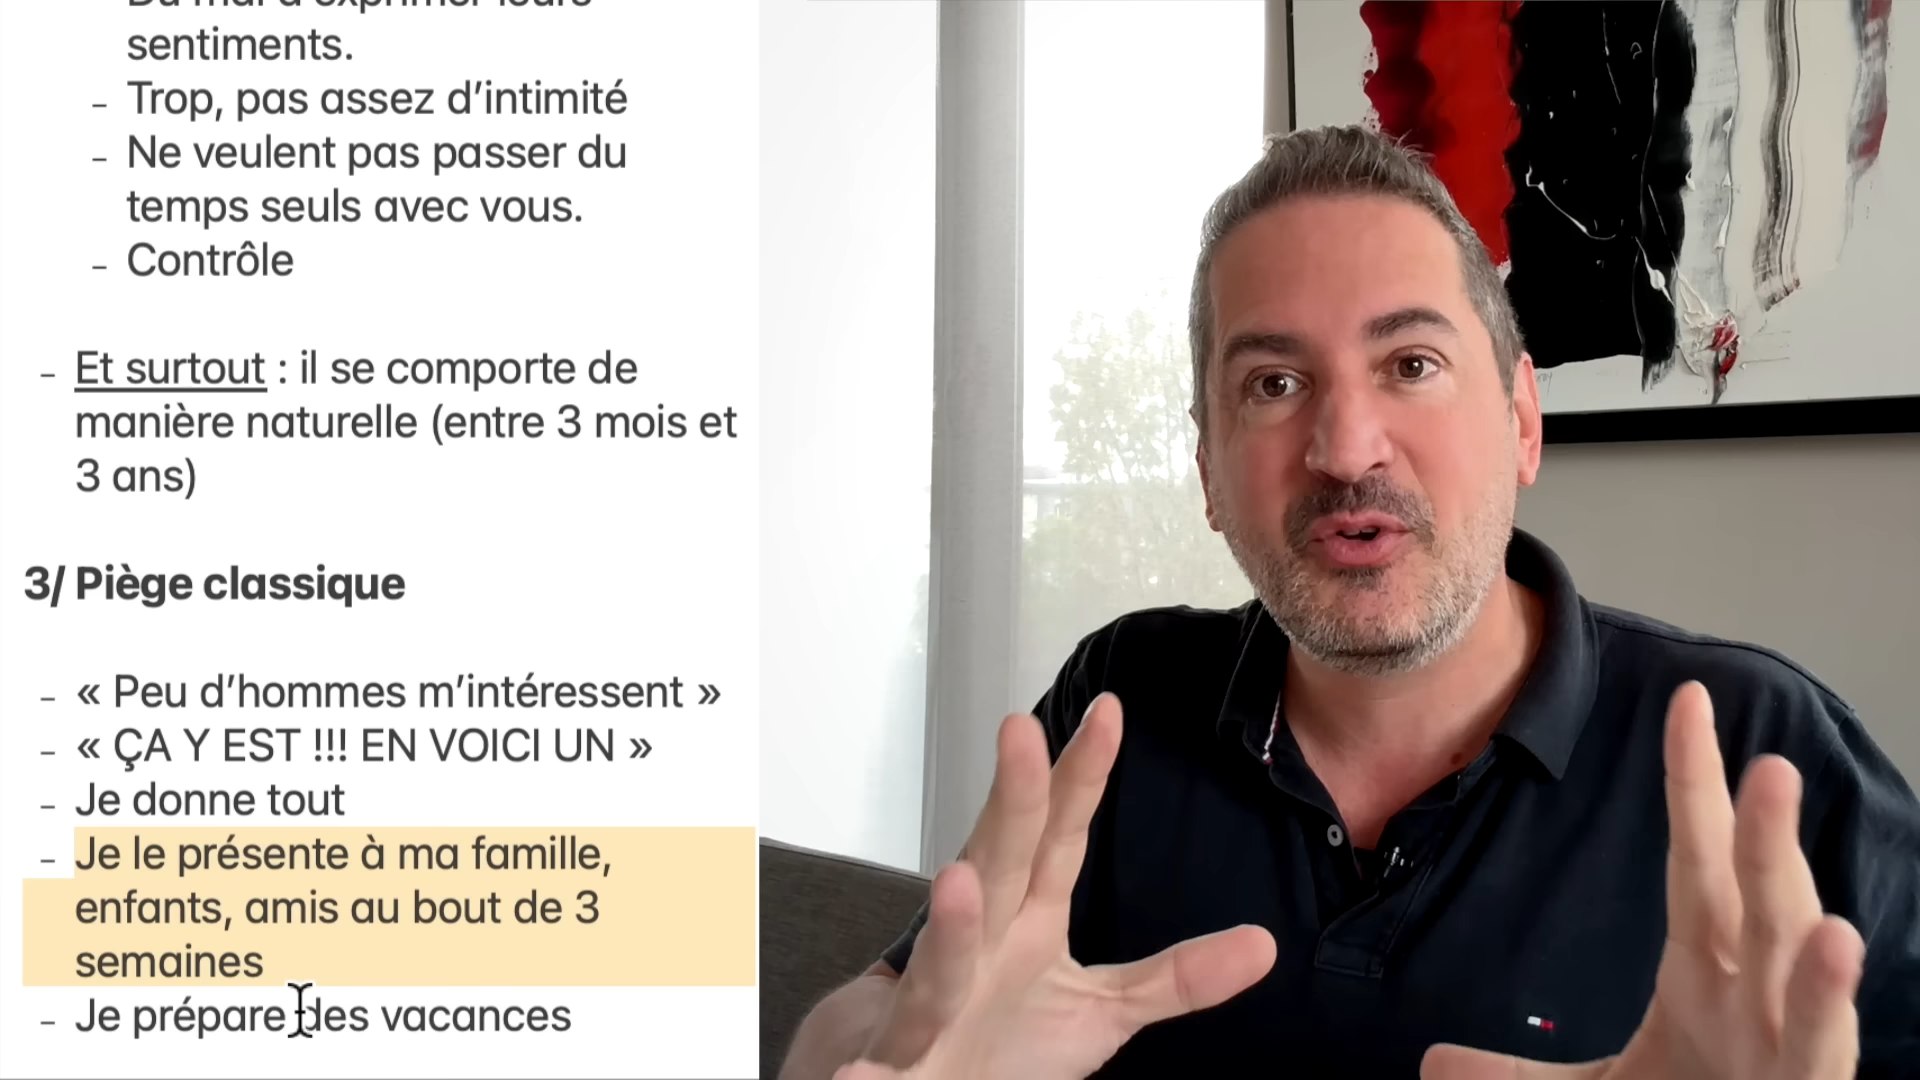 sentiments.
- Trop, pas assez d’intimité
- Ne veulent pas passer du
temps seuls avec vous.
- Contrôle
- Et surtout : il se comporte de
manière naturelle (entre 3 mois et
3 ans)
3/ Piège classique
- « Peu d’hommes m’intéressent »
- « ÇA Y EST !!! EN VOICI UN »
- Je donne tout
- Je le présente à ma famille,
enfants, amis au bout de 3
semaines
- Je prépare des vacances